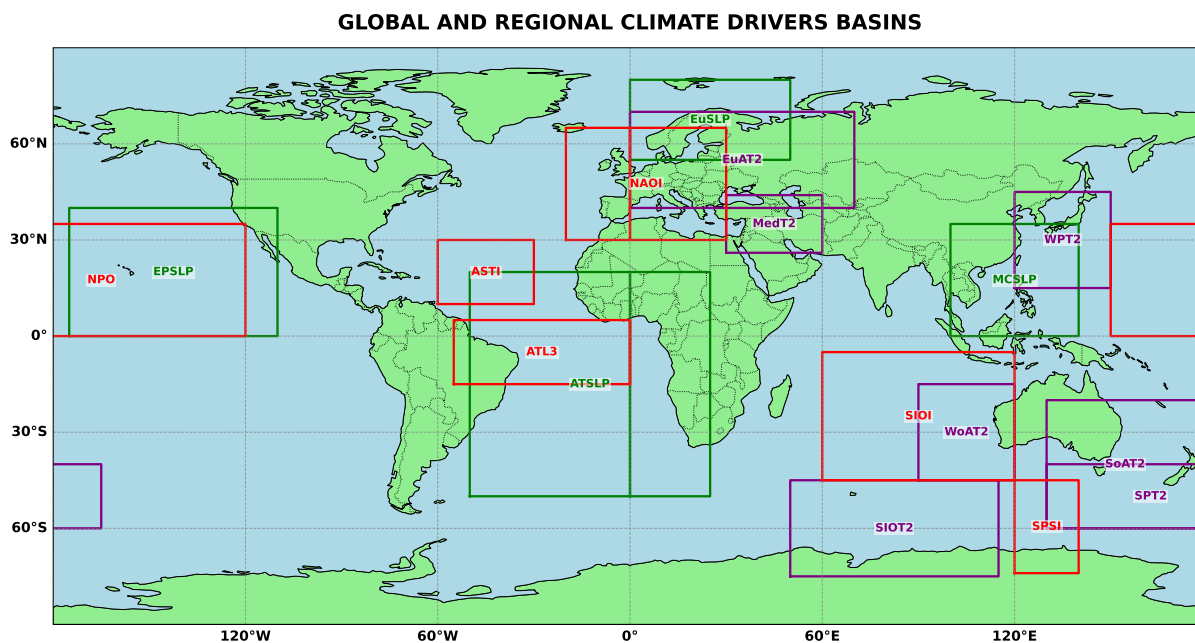 GLOBAL AND REGIONAL CLIMATE DRIVERS BASINS
EuSLP
60°N
EuAT2
NAOI
MedT2
30°N
WPT2
NPO
EPSLP
ASTI
MCSLP
0°
ATL3
ATSLP
SIOI
30°S
WoAT2
SoAT2
SPT2
60°S
SIOT2
SPSI
120°W 60°W 0° 60°E 120°E